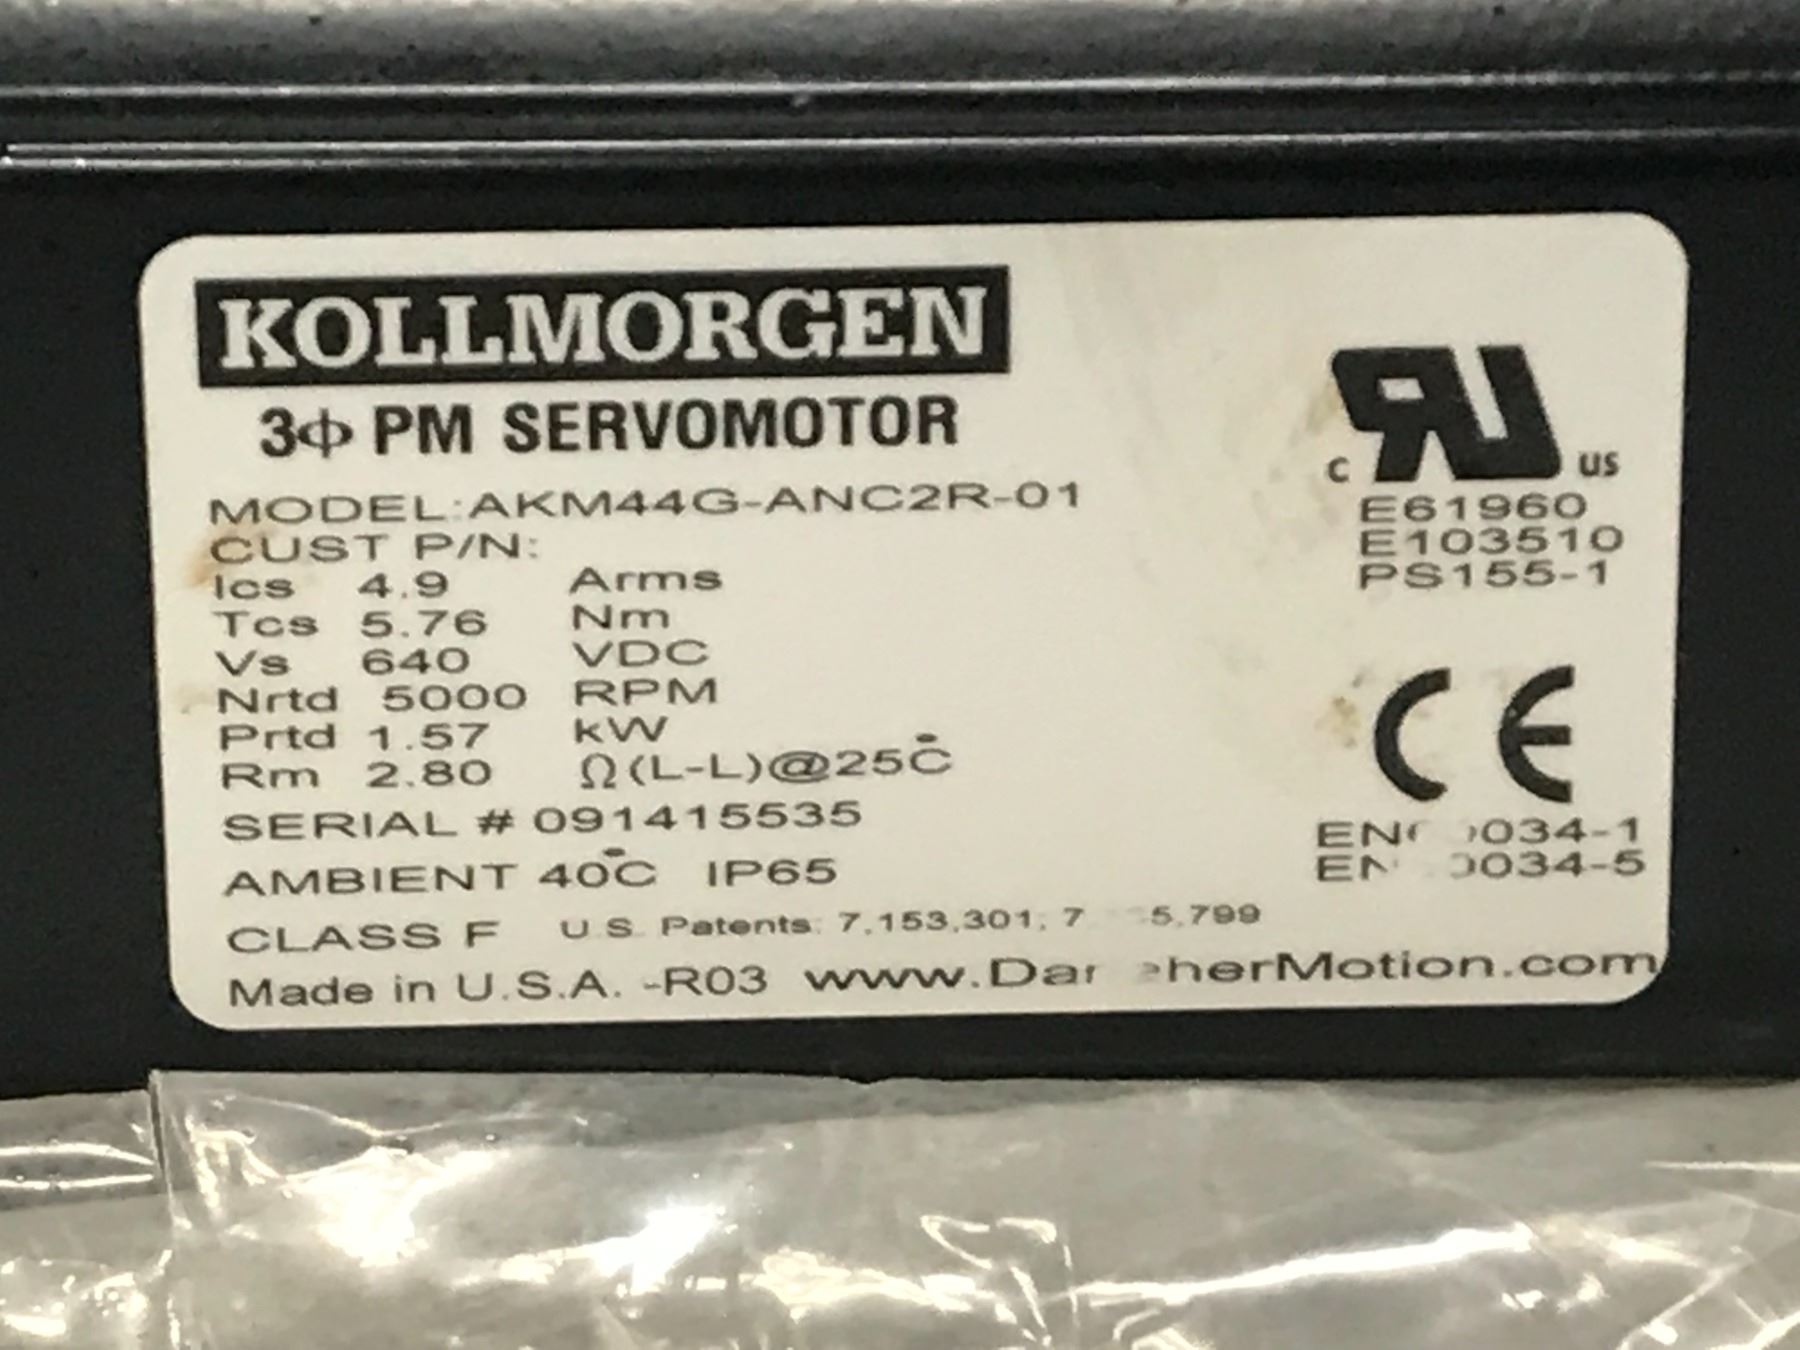 KOLLMORGEN
3ϕ PM SERVOMOTOR
MODEL:AKM44G-ANC2R-01
CUST P/N:
Ics 4.9 Arms
Tcs 5.76 Nm
Vs 640 VDC
Nrtd 5000 RPM
Prtd 1.57 kW
Rm 2.80 Ω(L-L)@25°C
SERIAL # 091415535
AMBIENT 40°C IP65
CLASS F U.S. Patents: 7,153,301;
Made in U.S.A. -R03
c RU us
E61960
E103510
PS155-1
CE